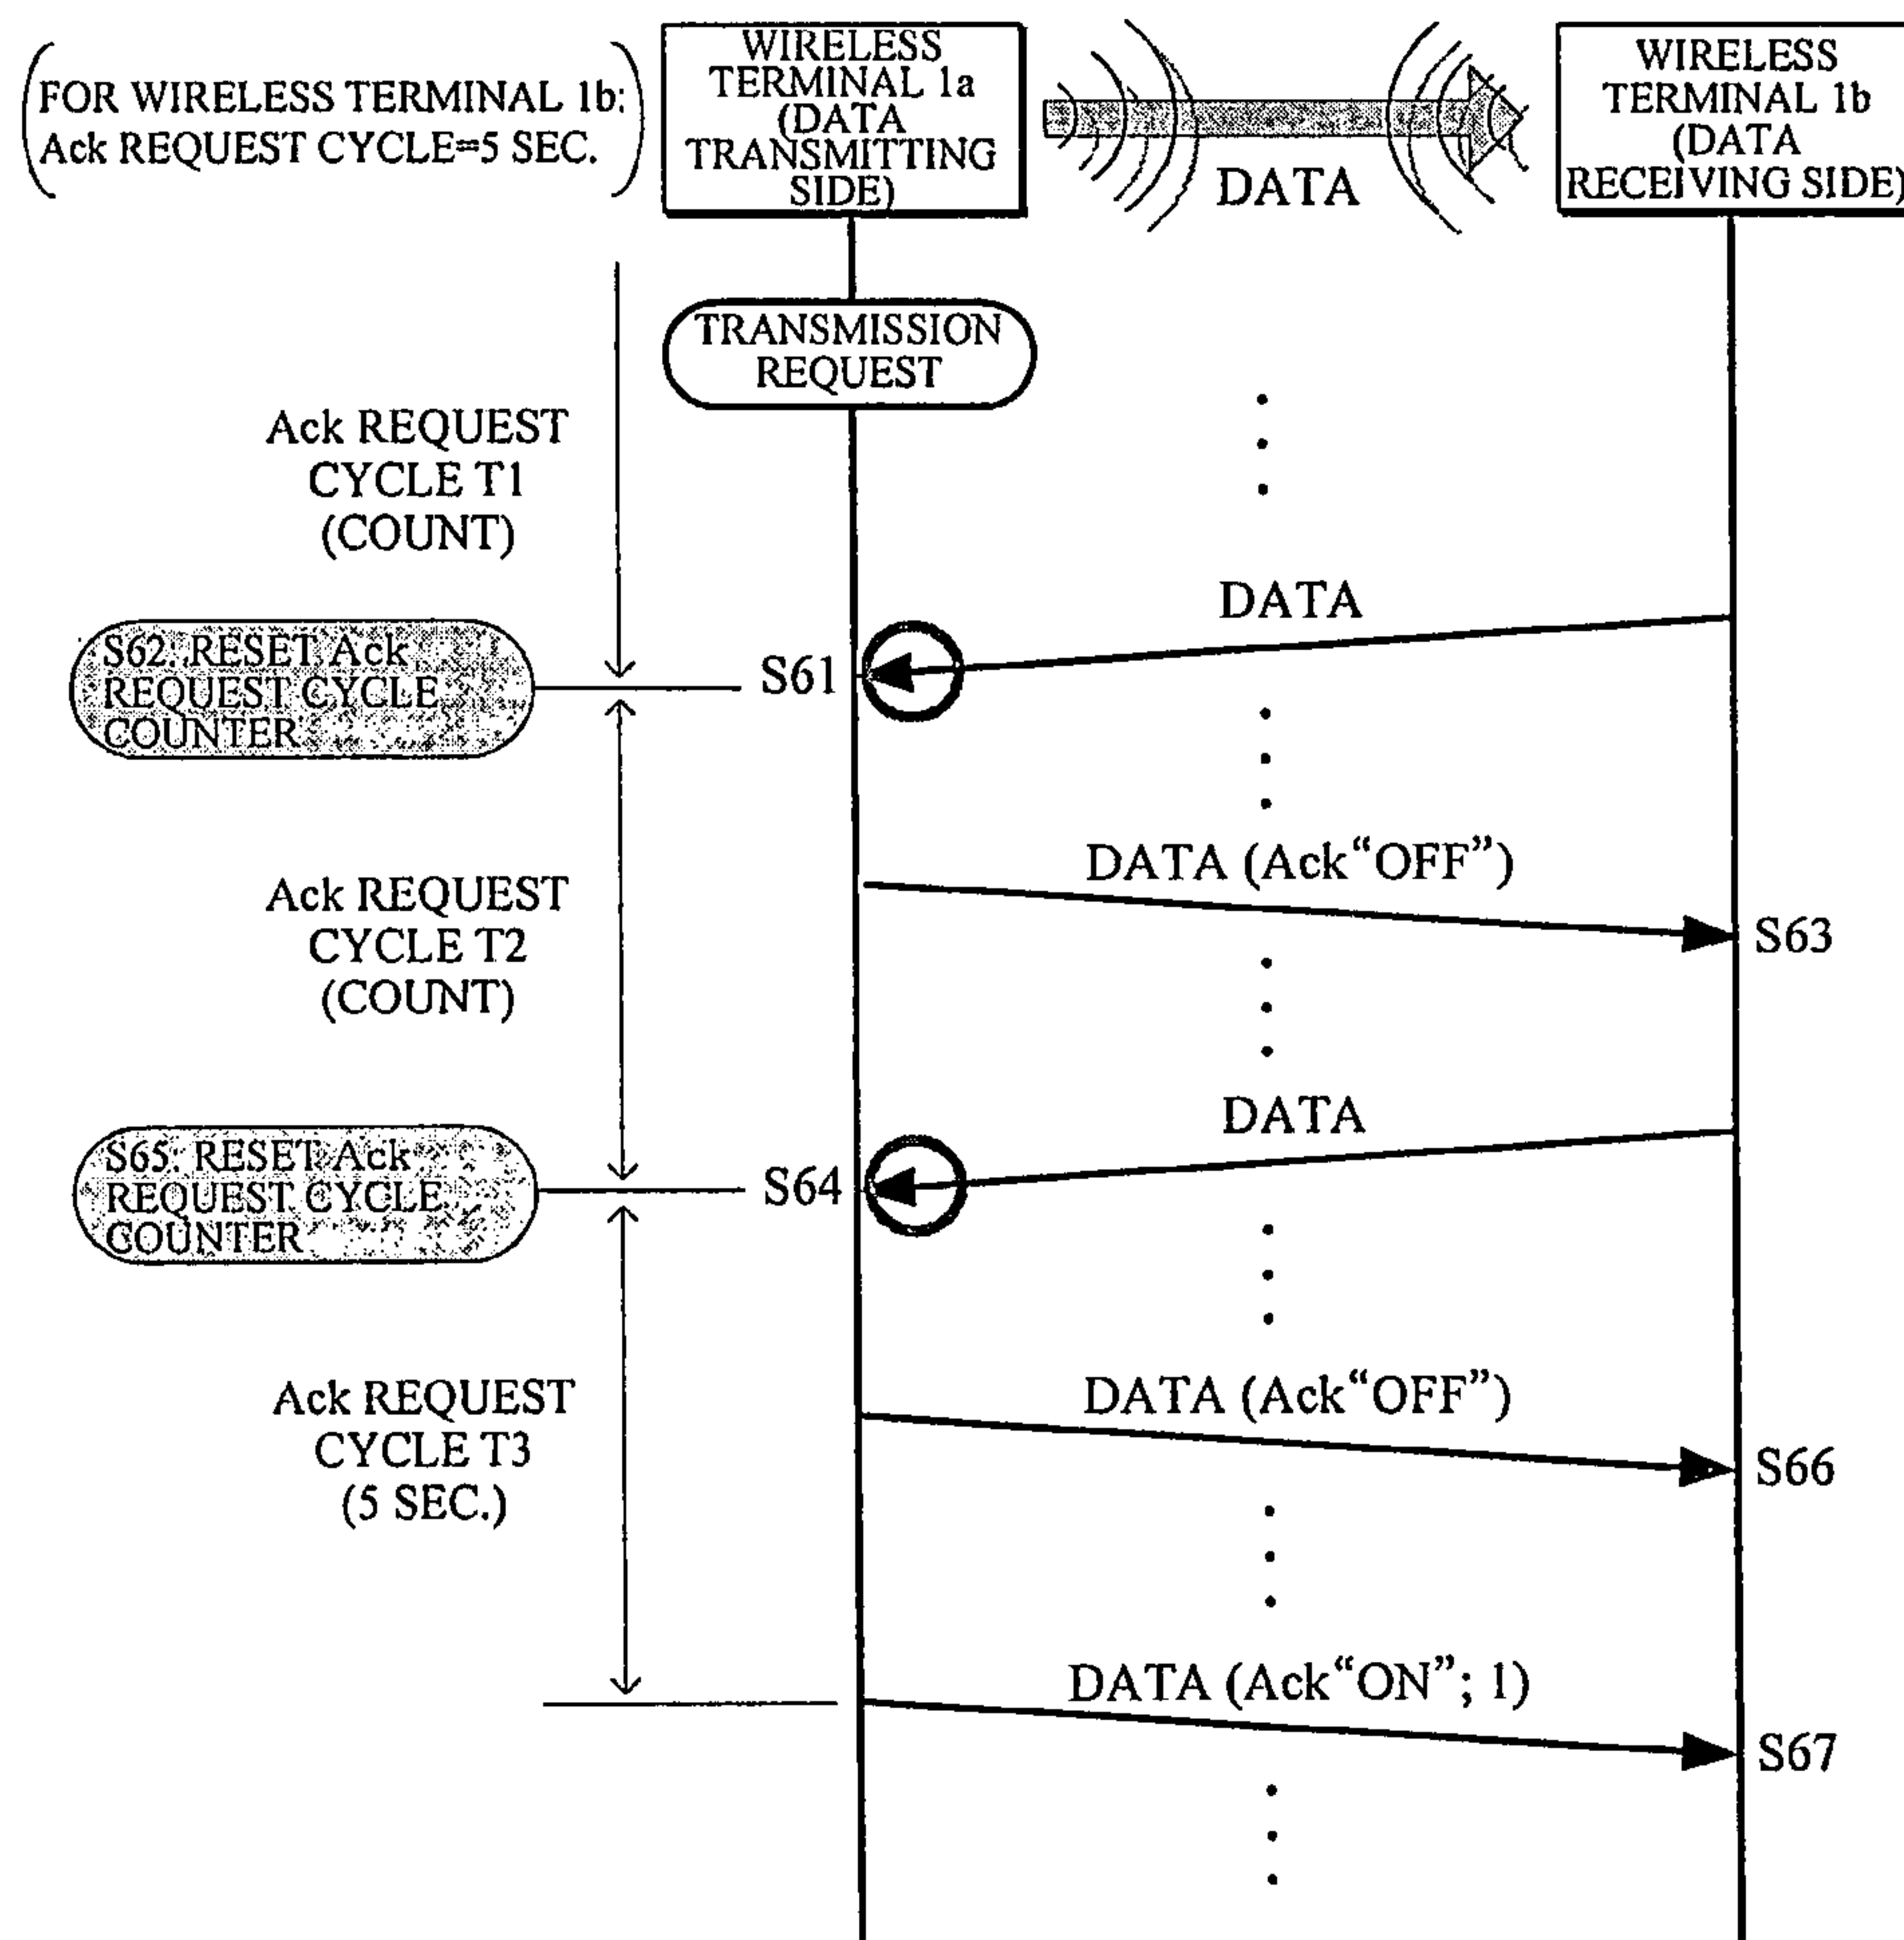 (FOR WIRELESS TERMINAL 1b:
Ack REQUEST CYCLE=5 SEC.)
WIRELESS
TERMINAL 1a
(DATA
TRANSMITTING
SIDE)
DATA
WIRELESS
TERMINAL 1b
(DATA
RECEIVING SIDE)
TRANSMISSION
REQUEST
Ack REQUEST
CYCLE T1
(COUNT)
DATA
S62. RESET Ack
REQUEST CYCLE
COUNTER
S61
DATA (Ack“OFF”)
Ack REQUEST
CYCLE T2
(COUNT)
S63
DATA
S65. RESET Ack
REQUEST CYCLE
COUNTER
S64
DATA (Ack“OFF”)
Ack REQUEST
CYCLE T3
(5 SEC.)
S66
DATA (Ack“ON”; 1)
S67